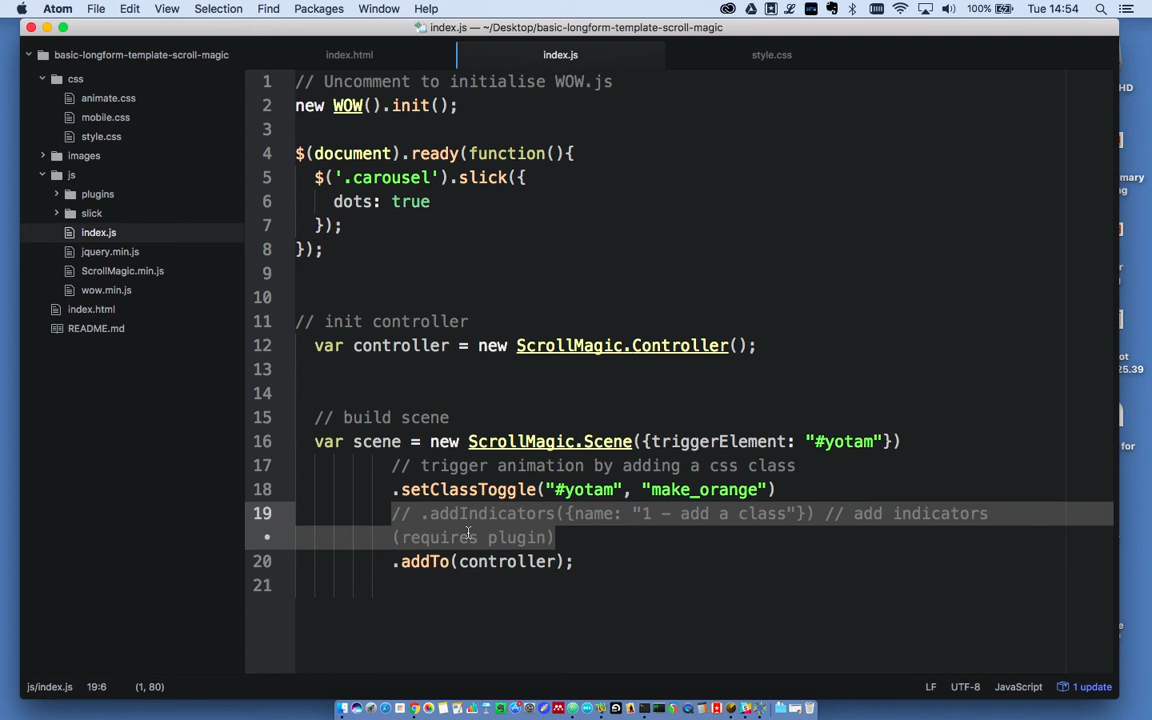 Atom File Edit View Selection Find Packages Window Help 100% Tue 14:54
index.js — ~/Desktop/basic-longform-template-scroll-magic
HD
basic-longform-template-scroll-magic
index.html index.js style.css
css
animate.css
mobile.css
style.css
images
js
plugins
slick
index.js
jquery.min.js
ScrollMagic.min.js
wow.min.js
index.html
README.md
1 // Uncomment to initialise WOW.js
2 new WOW().init();
3
4 $(document).ready(function(){
5 $('.carousel').slick({
6 dots: true
7 });
8 });
9
10
11 // init controller
12 var controller = new ScrollMagic.Controller();
13
14
15 // build scene
16 var scene = new ScrollMagic.Scene({triggerElement: "#yotam"})
17 // trigger animation by adding a css class
18 .setClassToggle("#yotam", "make_orange")
19 // .addIndicators({name: "1 - add a class"}) // add indicators
• (requires plugin)
20 .addTo(controller);
21
mary
ng
ot
25.39
for
js/index.js 19:6 (1, 80) LF UTF-8 JavaScript 1 update